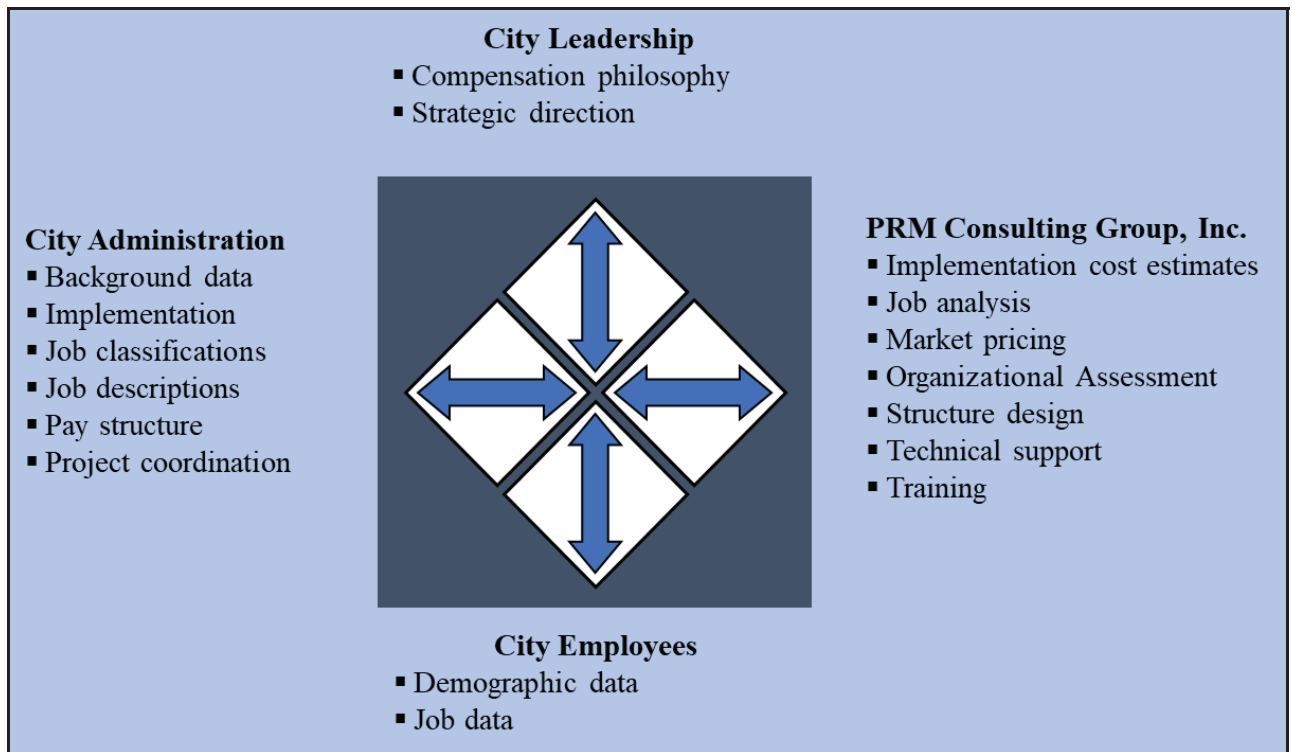 City Leadership
▪ Compensation philosophy
▪ Strategic direction
City Administration
▪ Background data
▪ Implementation
▪ Job classifications
▪ Job descriptions
▪ Pay structure
▪ Project coordination
PRM Consulting Group, Inc.
▪ Implementation cost estimates
▪ Job analysis
▪ Market pricing
▪ Organizational Assessment
▪ Structure design
▪ Technical support
▪ Training
City Employees
▪ Demographic data
▪ Job data